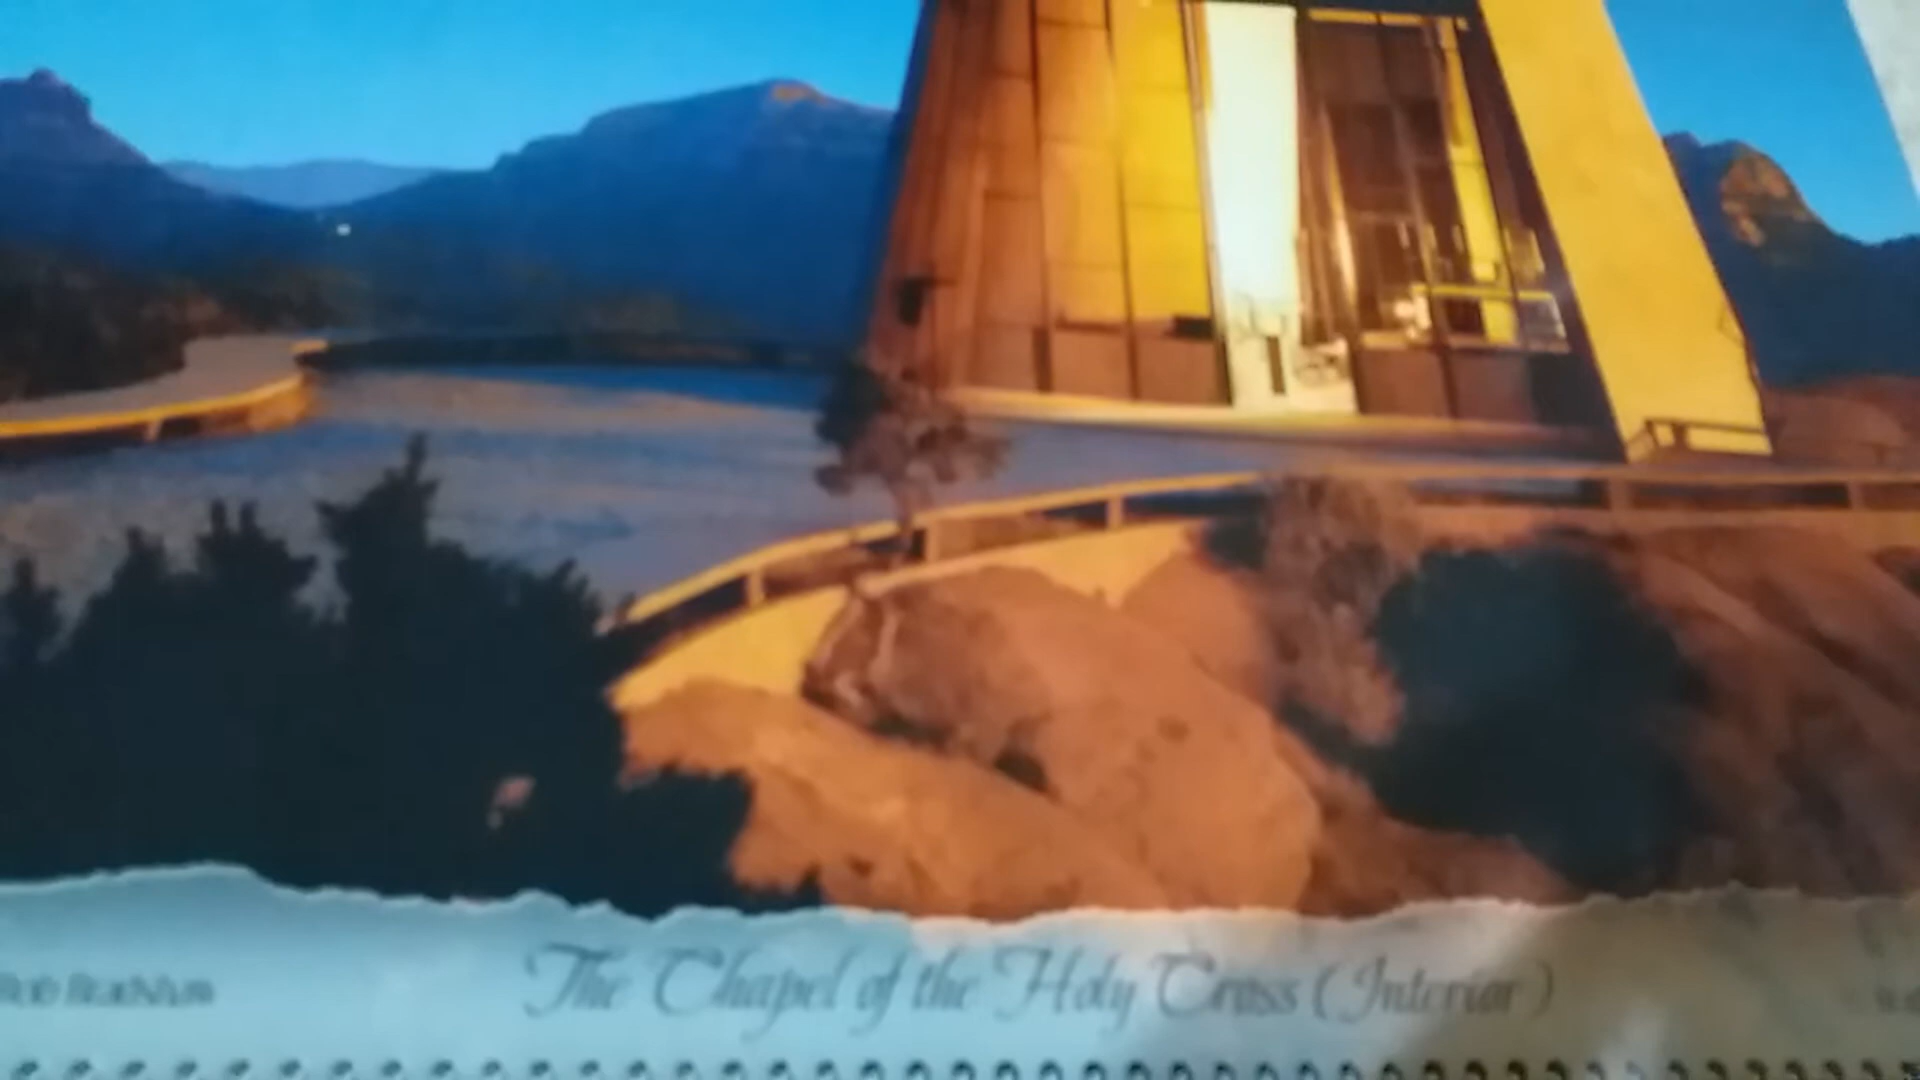 The Chapel of the Holy Cross (Interior)